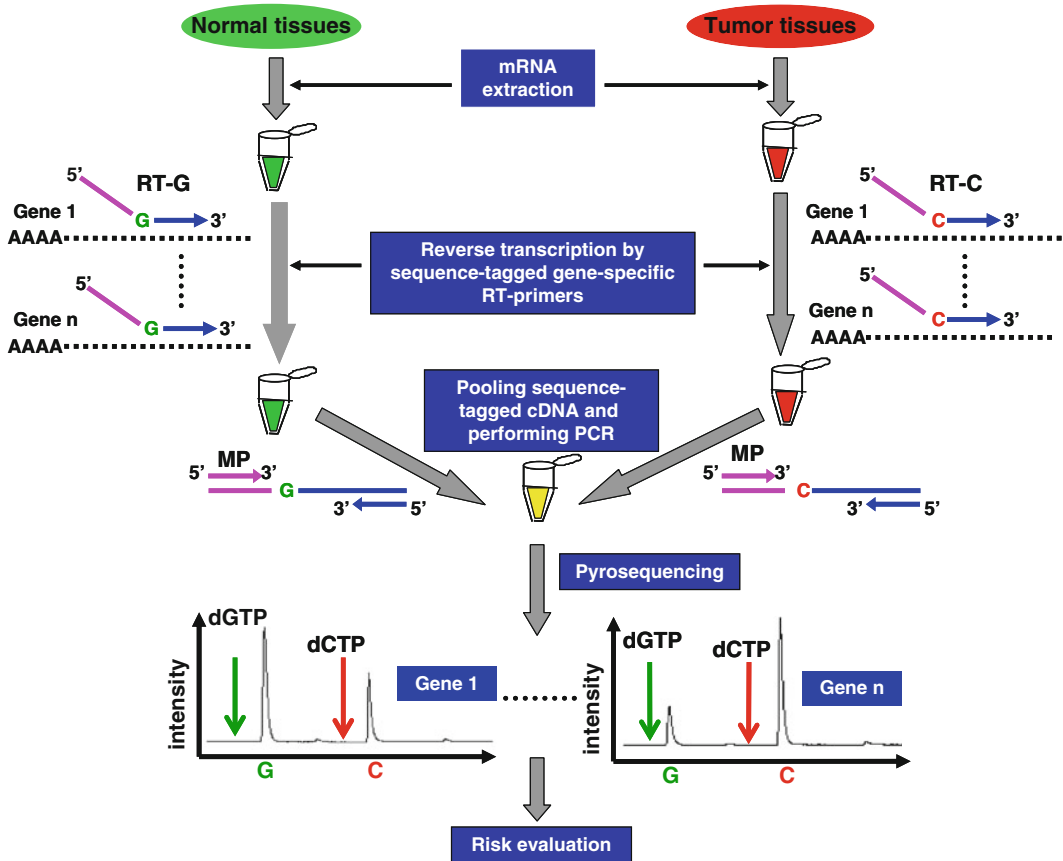 Normal tissues
Tumor tissues
mRNA
extraction
5’
RT-G
Gene 1
G
3’
AAAA
5’
Gene n
G
3’
AAAA
5’
RT-C
Gene 1
C
3’
AAAA
5’
Gene n
C
3’
AAAA
Reverse transcription by
sequence-tagged gene-specific
RT-primers
Pooling sequence-
tagged cDNA and
performing PCR
MP
5’ 3’
G
3’ 5’
MP
5’ 3’
C
3’ 5’
Pyrosequencing
intensity
dGTP
dCTP
Gene 1
G
C
intensity
dGTP
dCTP
Gene n
G
C
Risk evaluation